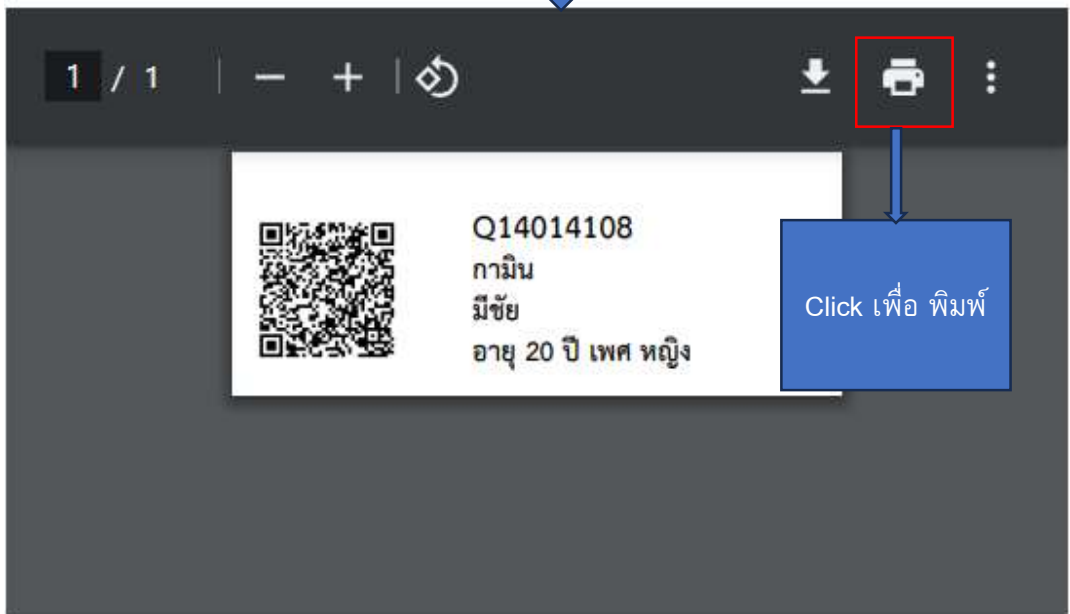 1 / 1
Q14014108
กามิน
มีชัย
อายุ 20 ปี เพศ หญิง
Click เพื่อ พิมพ์